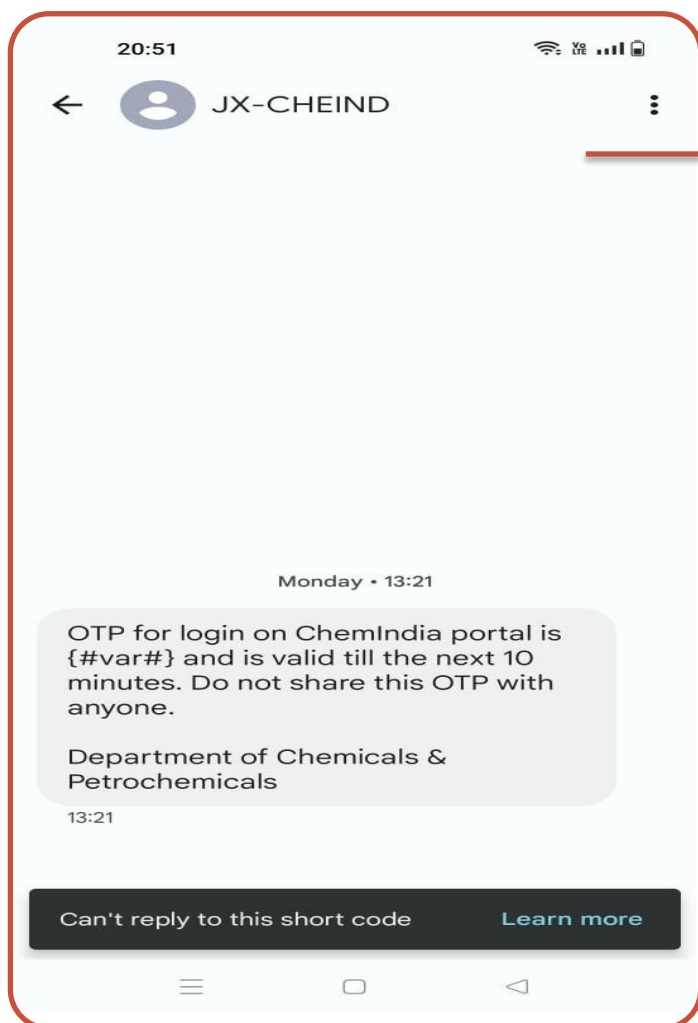 20:51
Vo
LTE
JX-CHEIND
Monday • 13:21
OTP for login on ChemIndia portal is
{#var#} and is valid till the next 10
minutes. Do not share this OTP with
anyone.
Department of Chemicals &
Petrochemicals
13:21
Can't reply to this short code Learn more